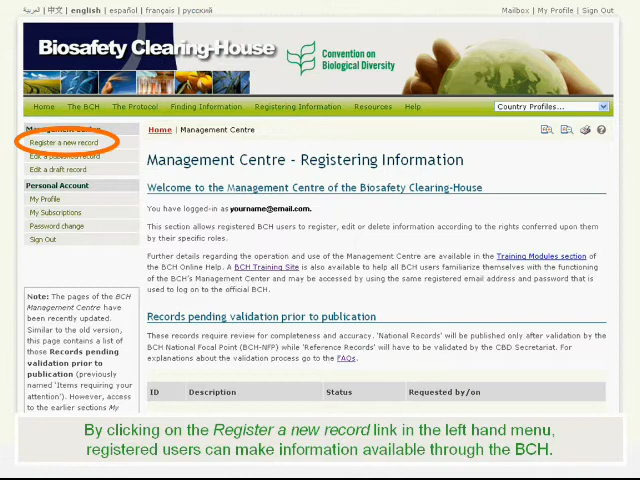 العربية | 中文 | english | español | français | русский
Mailbox | My Profile | Sign Out
Biosafety Clearing-House
Convention on
Biological Diversity
Home The BCH The Protocol Finding Information Registering Information Resources Help Country Profiles...
Management Centre
Register a new record
Edit a published record
Edit a draft record
Personal Account
My Profile
My Subscriptions
Password change
Sign Out
Note: The pages of the BCH
Management Centre have
been recently updated.
Similar to the old version,
this page contains a list of
those Records pending
validation prior to
publication (previously
named 'Items requiring your
attention'). However, access
to the earlier sections My
Home | Management Centre
Management Centre - Registering Information
Welcome to the Management Centre of the Biosafety Clearing-House
You have logged-in as yourname@email.com.
This section allows registered BCH users to register, edit or delete information according to the rights conferred upon them
by their specific roles.
Further details regarding the operation and use of the Management Centre are available in the Training Modules section of
the BCH Online Help. A BCH Training Site is also available to help all BCH users familiarize themselves with the functioning
of the BCH's Management Center and may be accessed by using the same registered email address and password that is
used to log on to the official BCH.
Records pending validation prior to publication
These records require review for completeness and accuracy. 'National Records' will be published only after validation by the
BCH National Focal Point (BCH-NFP) while 'Reference Records' will have to be validated by the CBD Secretariat. For
explanations about the validation process go to the FAQs.
ID Description Status Requested by/on
By clicking on the Register a new record link in the left hand menu,
registered users can make information available through the BCH.